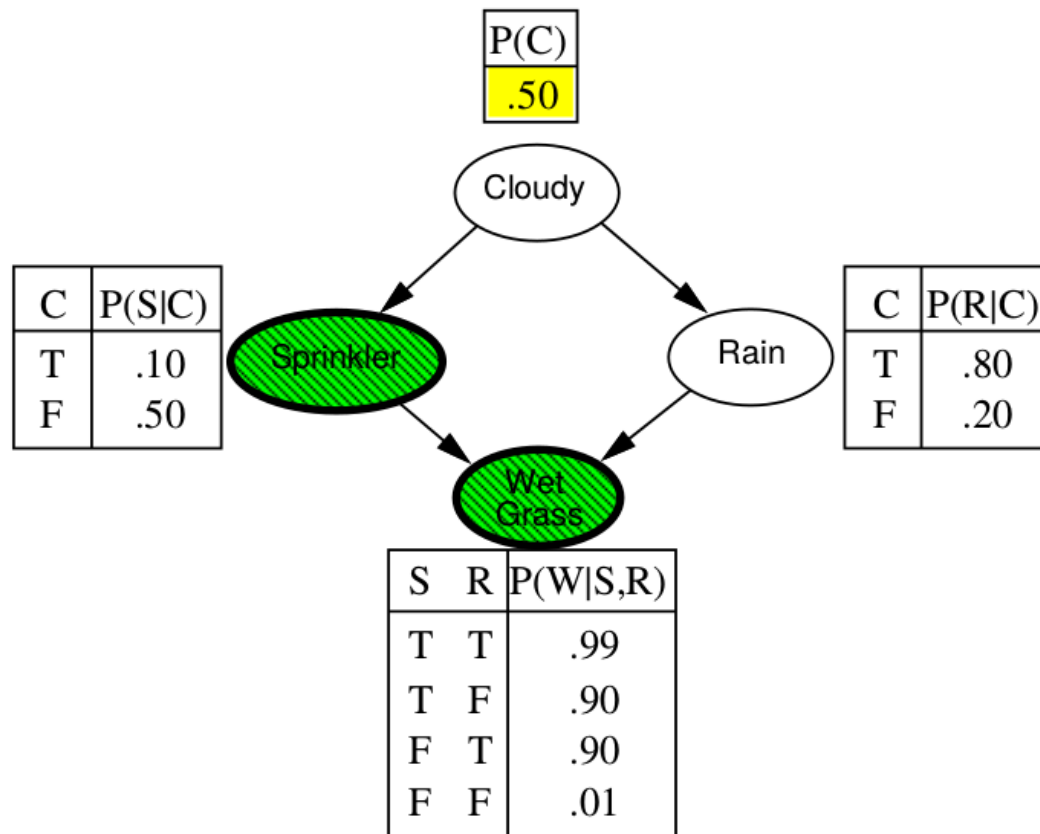 P(C)
.50
Cloudy
C P(S|C)
T .10
F .50
Sprinkler
Rain
C P(R|C)
T .80
F .20
Wet
Grass
S R P(W|S,R)
T T .99
T F .90
F T .90
F F .01